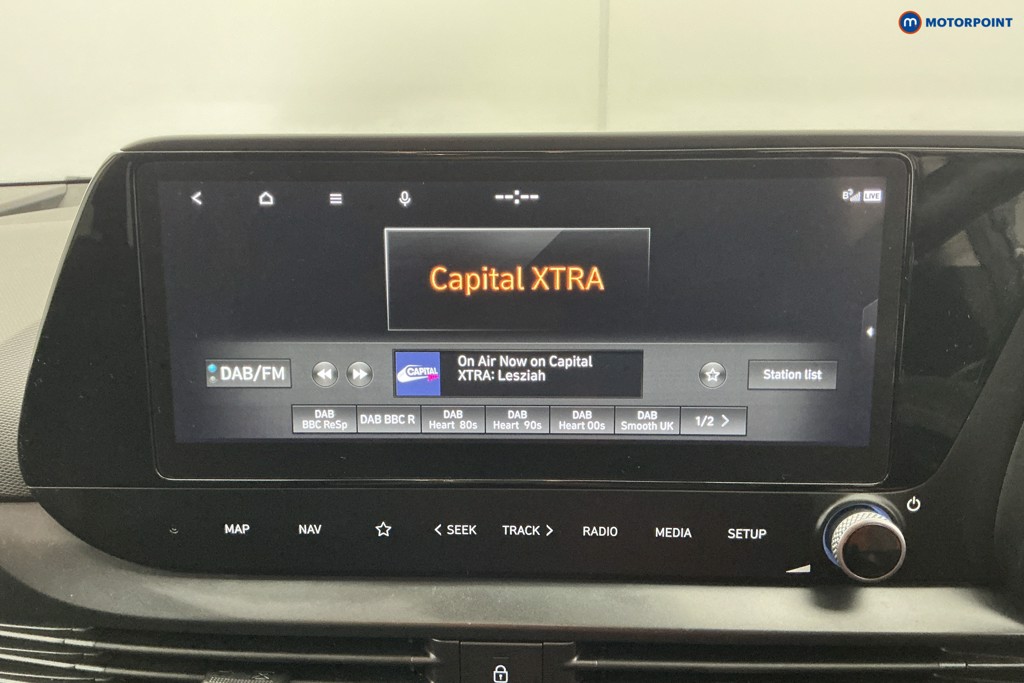 m MOTORPOINT
--:--
LIVE
Capital XTRA
DAB/FM
CAPITAL
On Air Now on Capital
XTRA: Lesziah
Station list
DAB
BBC ReSp
DAB BBC R
DAB
Heart 80s
DAB
Heart 90s
DAB
Heart 00s
DAB
Smooth UK
1/2 >
MAP NAV < SEEK TRACK > RADIO MEDIA SETUP